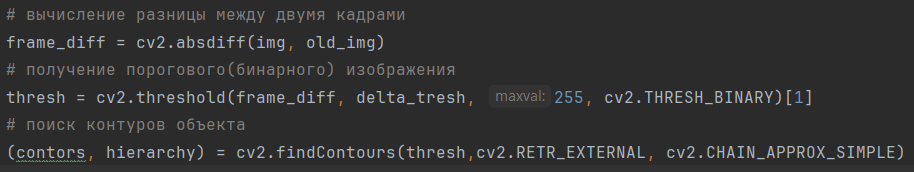 # вычисление разницы между двумя кадрами
frame_diff = cv2.absdiff(img, old_img)
# получение порогового(бинарного) изображения
thresh = cv2.threshold(frame_diff, delta_tresh, maxval: 255, cv2.THRESH_BINARY)[1]
# поиск контуров объекта
(contors, hierarchy) = cv2.findContours(thresh,cv2.RETR_EXTERNAL, cv2.CHAIN_APPROX_SIMPLE)